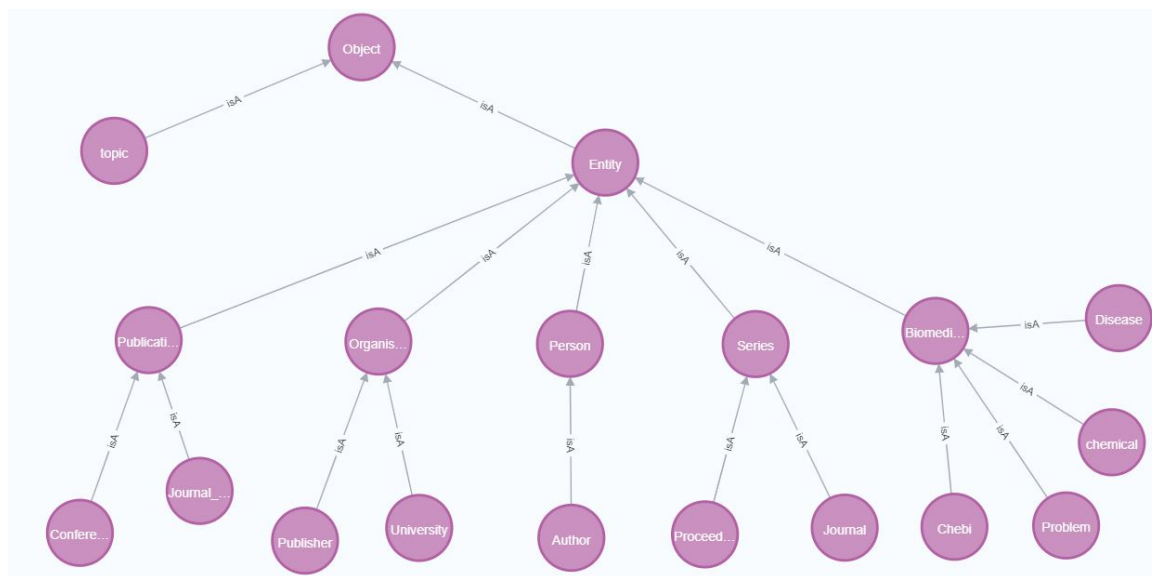 Object
isA
isA
topic
Entity
isA
isA
isA
isA
isA
Publicati...
Organis...
Person
Series
Biomedi...
isA
Disease
isA
isA
isA
isA
isA
isA
isA
isA
isA
isA
chemical
Journal_...
Confere...
Publisher
University
Author
Proceed...
Journal
Chebi
Problem